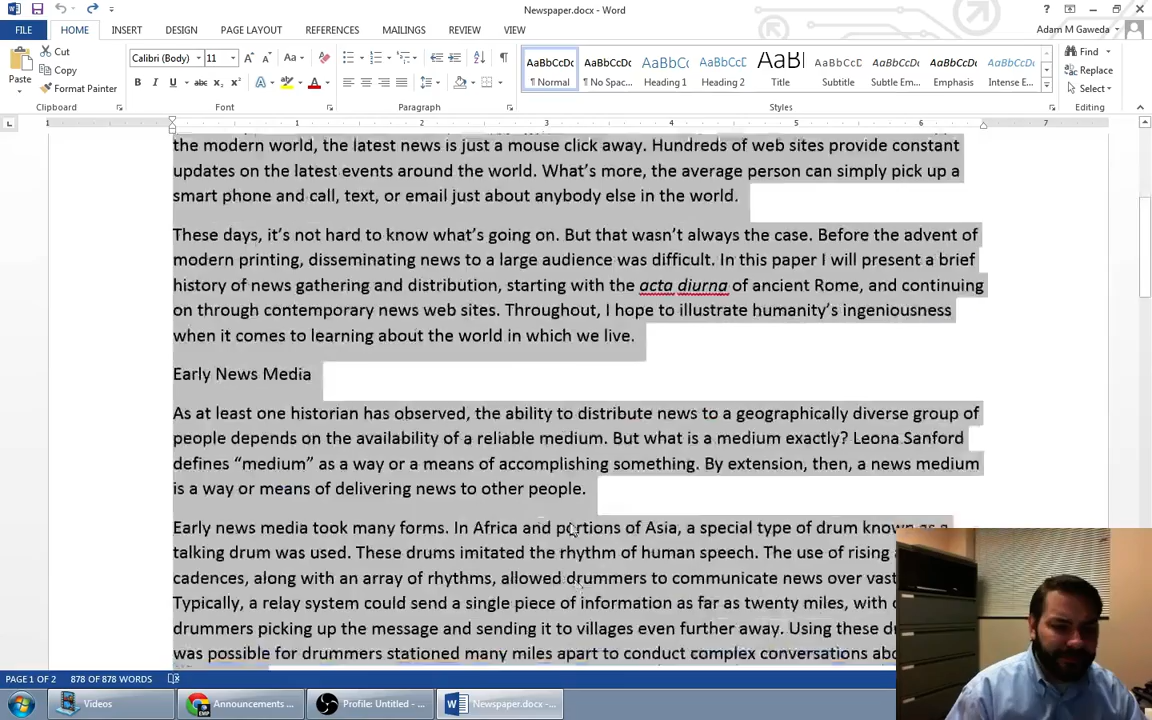 Newspaper.docx - Word
FILE HOME INSERT DESIGN PAGE LAYOUT REFERENCES MAILINGS REVIEW VIEW
Adam M Gaweda
Cut
Copy
Format Painter
Paste
Calibri (Body) 11
AaBbCcDc AaBbCcDc AaBbCc AaBbCcD AaBl AaBbCcD AaBbCcDc AaBbCcDc AaBbCcDc
¶ Normal ¶ No Spac... Heading 1 Heading 2 Title Subtitle Subtle Em... Emphasis Intense E...
Find
Replace
Select
Clipboard Font Paragraph Styles Editing
1 1 2 3 4 5 6 7
the modern world, the latest news is just a mouse click away. Hundreds of web sites provide constant
updates on the latest events around the world. What’s more, the average person can simply pick up a
smart phone and call, text, or email just about anybody else in the world.
These days, it’s not hard to know what’s going on. But that wasn’t always the case. Before the advent of
modern printing, disseminating news to a large audience was difficult. In this paper I will present a brief
history of news gathering and distribution, starting with the acta diurna of ancient Rome, and continuing
on through contemporary news web sites. Throughout, I hope to illustrate humanity’s ingeniousness
when it comes to learning about the world in which we live.
Early News Media
As at least one historian has observed, the ability to distribute news to a geographically diverse group of
people depends on the availability of a reliable medium. But what is a medium exactly? Leona Sanford
defines “medium” as a way or a means of accomplishing something. By extension, then, a news medium
is a way or means of delivering news to other people.
Early news media took many forms. In Africa and portions of Asia, a special type of drum known as a
talking drum was used. These drums imitated the rhythm of human speech. The use of rising
cadences, along with an array of rhythms, allowed drummers to communicate news over vast
Typically, a relay system could send a single piece of information as far as twenty miles, with
drummers picking up the message and sending it to villages even further away. Using these
was possible for drummers stationed many miles apart to conduct complex conversations
PAGE 1 OF 2 878 OF 878 WORDS
Videos Announcements ... Profile: Untitled - ... Newspaper.docx -...